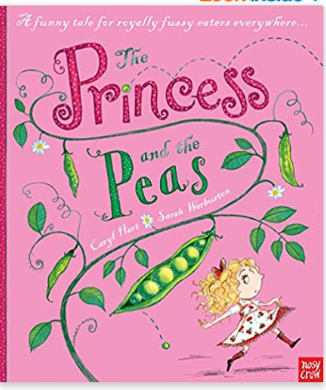 A funny tale for royally fussy eaters everywhere...
The
Princess
and the
Peas
Caryl Hart Sarah Warburton
nosy
crow